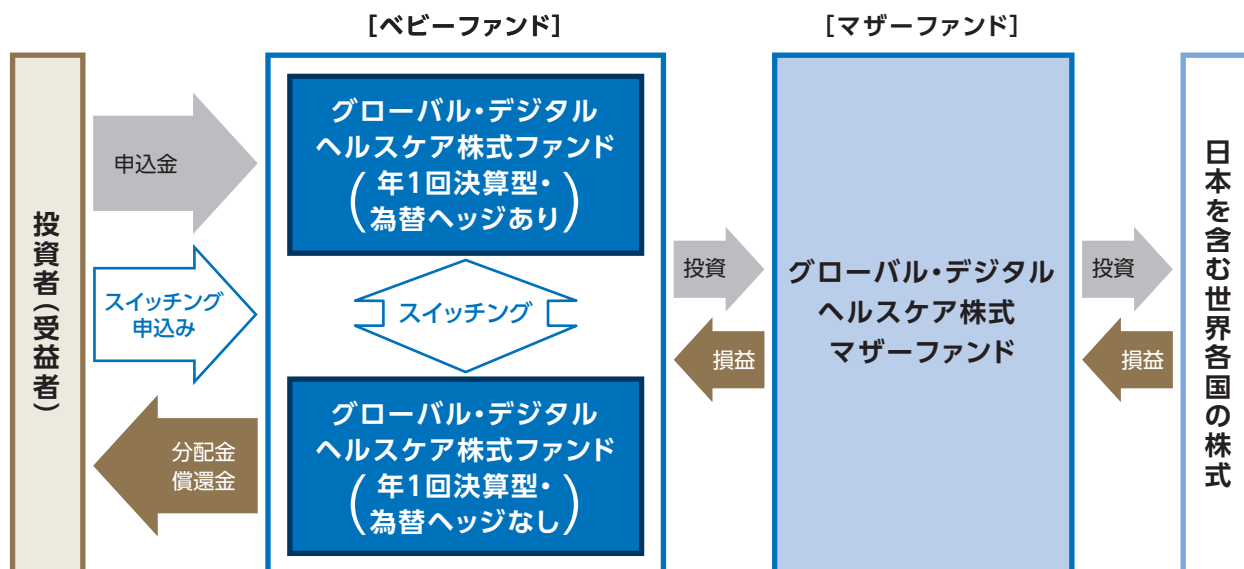 [ベビーファンド]
[マザーファンド]
投資者(受益者)
申込金
スイッチング
申込み
分配金
償還金
グローバル・デジタル
ヘルスケア株式ファンド
(年1回決算型・
為替ヘッジあり)
スイッチング
グローバル・デジタル
ヘルスケア株式ファンド
(年1回決算型・
為替ヘッジなし)
投資
損益
グローバル・デジタル
ヘルスケア株式
マザーファンド
投資
損益
日本を含む世界各国の株式